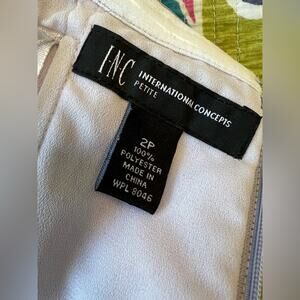 I·N·C INTERNATIONAL CONCEPTS
PETITE
2P
100%
POLYESTER
MADE IN
CHINA
WPL 8046